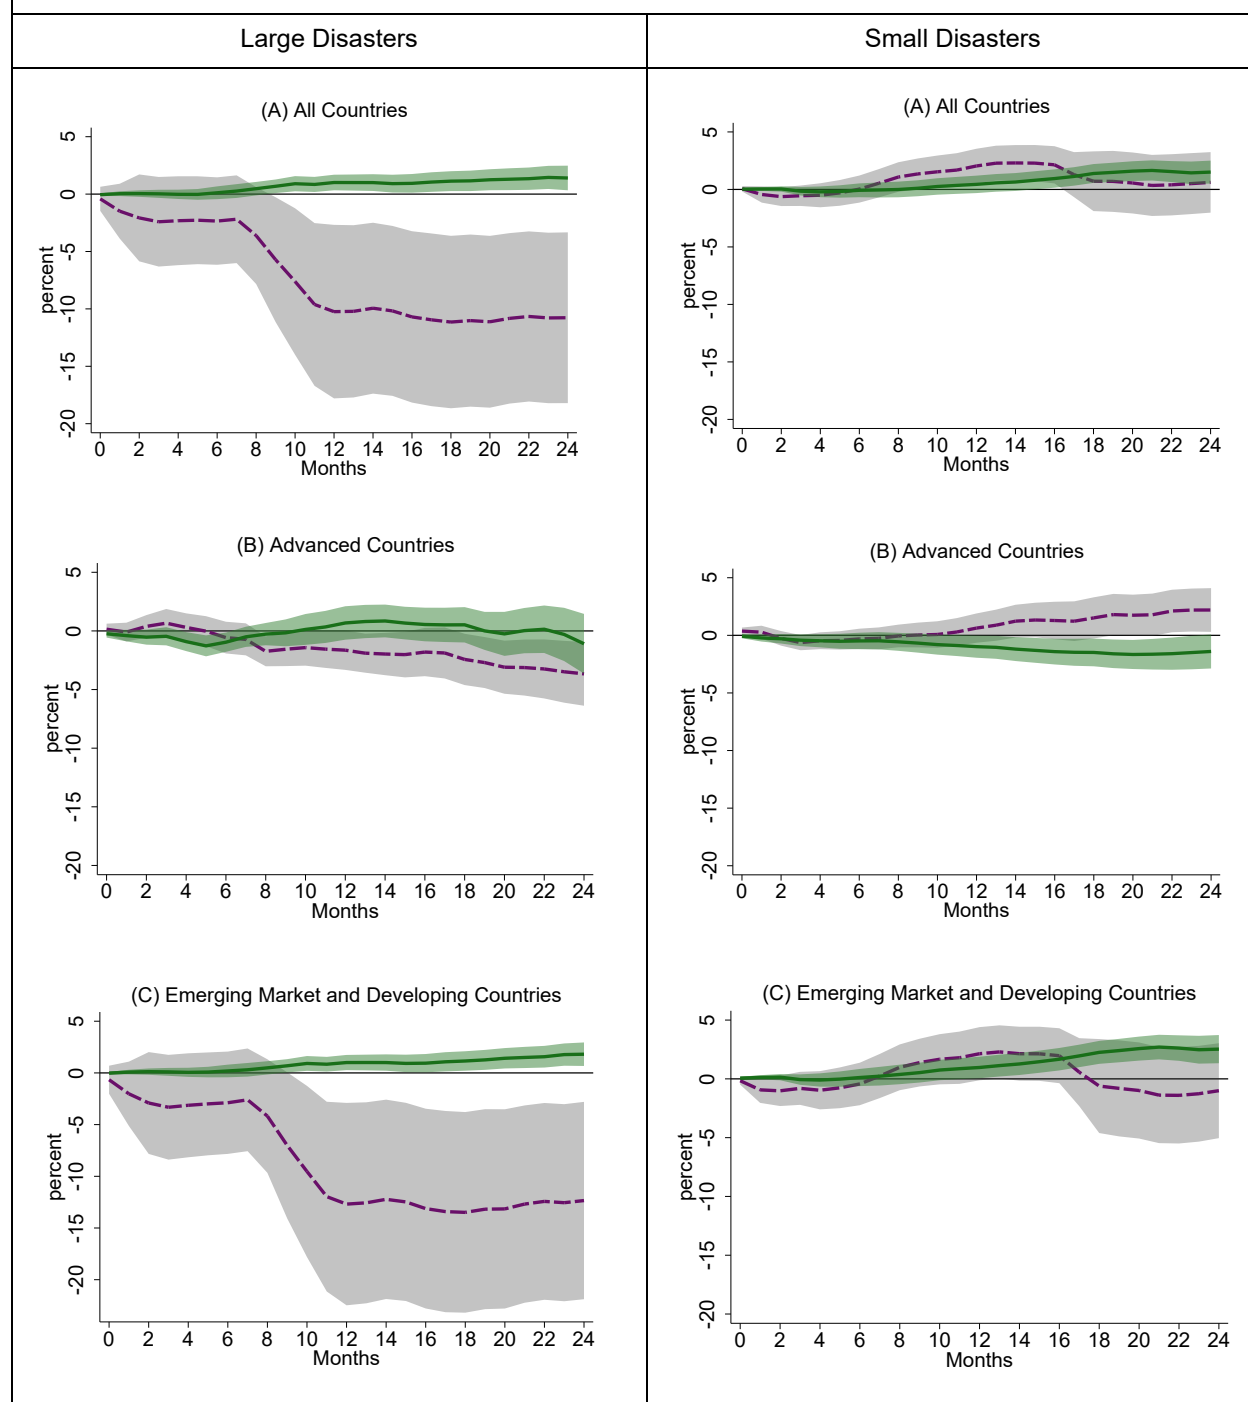 Large Disasters
Small Disasters
(A) All Countries
5
0
-5
-10
-15
-20
percent
0 2 4 6 8 10 12 14 16 18 20 22 24
Months
(A) All Countries
5
0
-5
-10
-15
-20
percent
0 2 4 6 8 10 12 14 16 18 20 22 24
Months
(B) Advanced Countries
5
0
-5
-10
-15
-20
percent
0 2 4 6 8 10 12 14 16 18 20 22 24
Months
(B) Advanced Countries
5
0
-5
-10
-15
-20
percent
0 2 4 6 8 10 12 14 16 18 20 22 24
Months
(C) Emerging Market and Developing Countries
5
0
-5
-10
-15
-20
percent
0 2 4 6 8 10 12 14 16 18 20 22 24
Months
(C) Emerging Market and Developing Countries
5
0
-5
-10
-15
-20
percent
0 2 4 6 8 10 12 14 16 18 20 22 24
Months